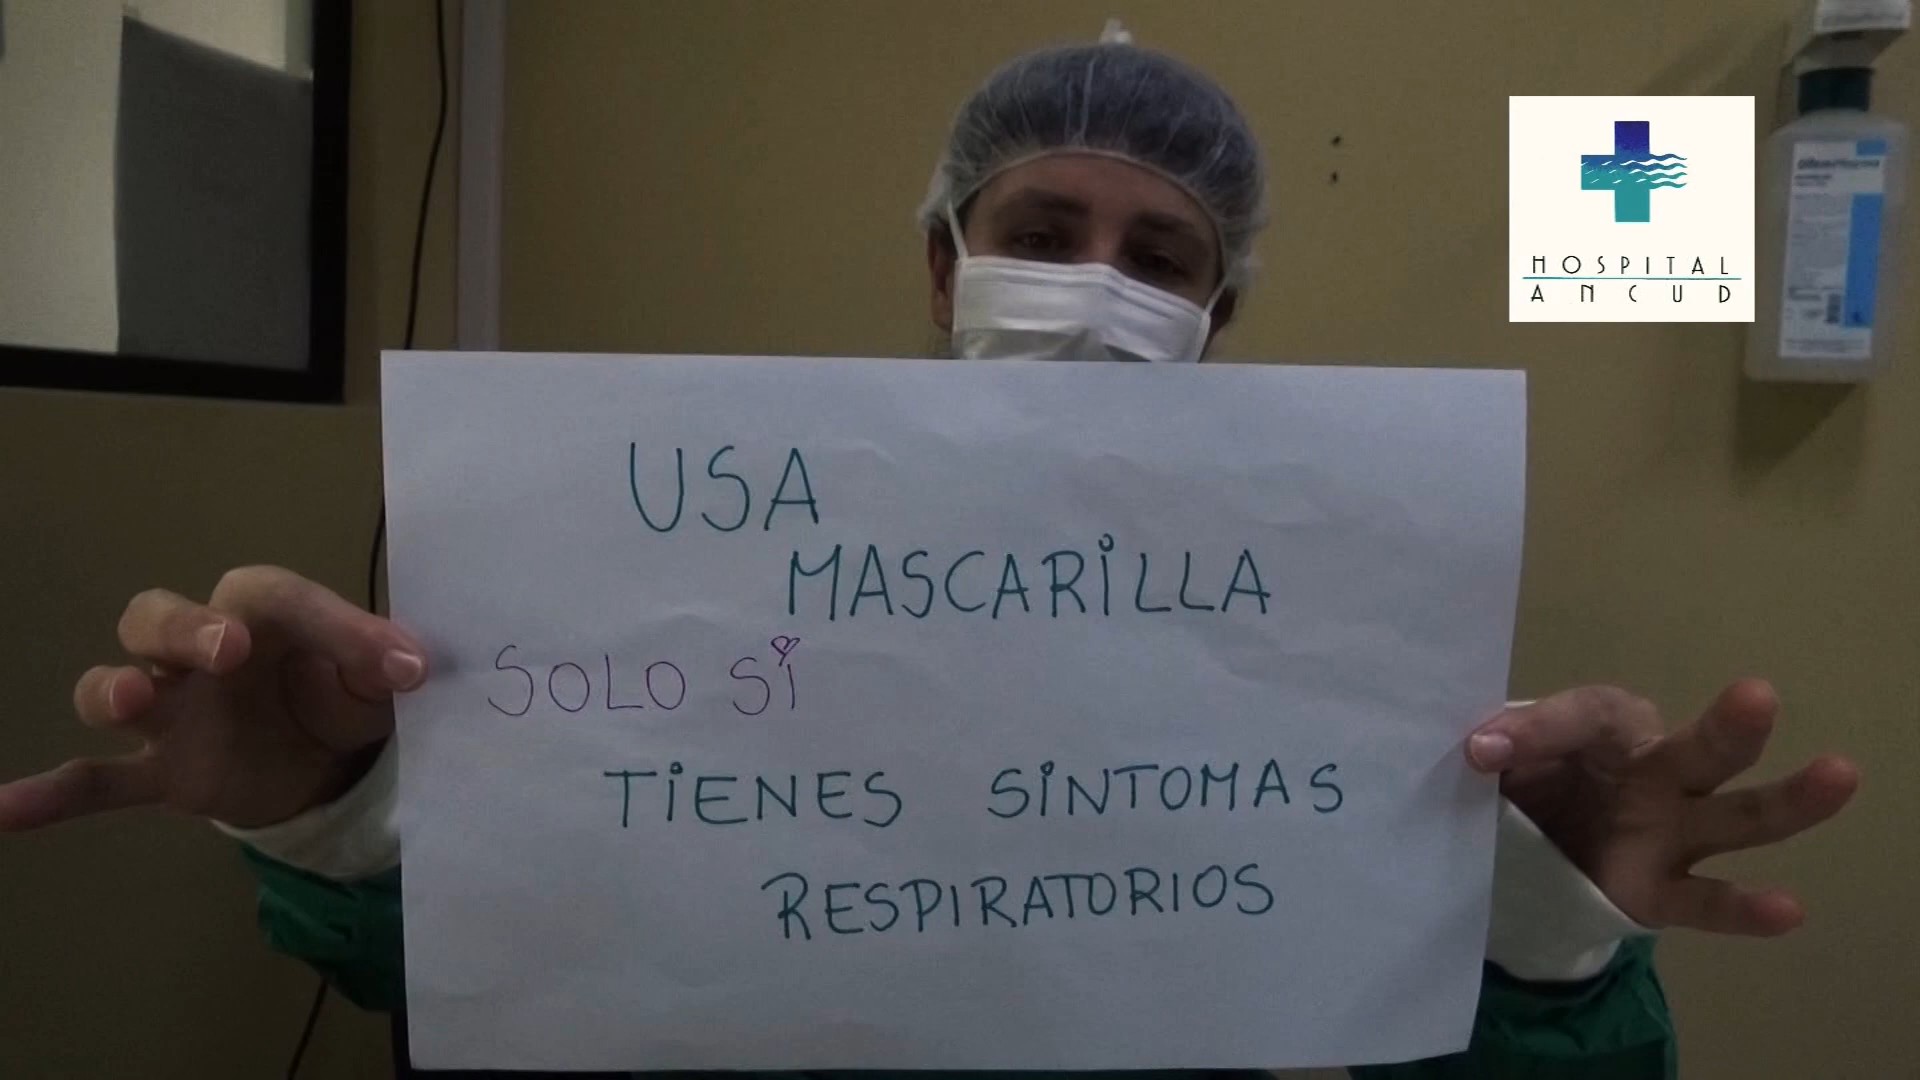 HOSPITAL
ANCUD
USA
MASCARILLA
SOLO SI
TIENES SINTOMAS
RESPIRATORIOS